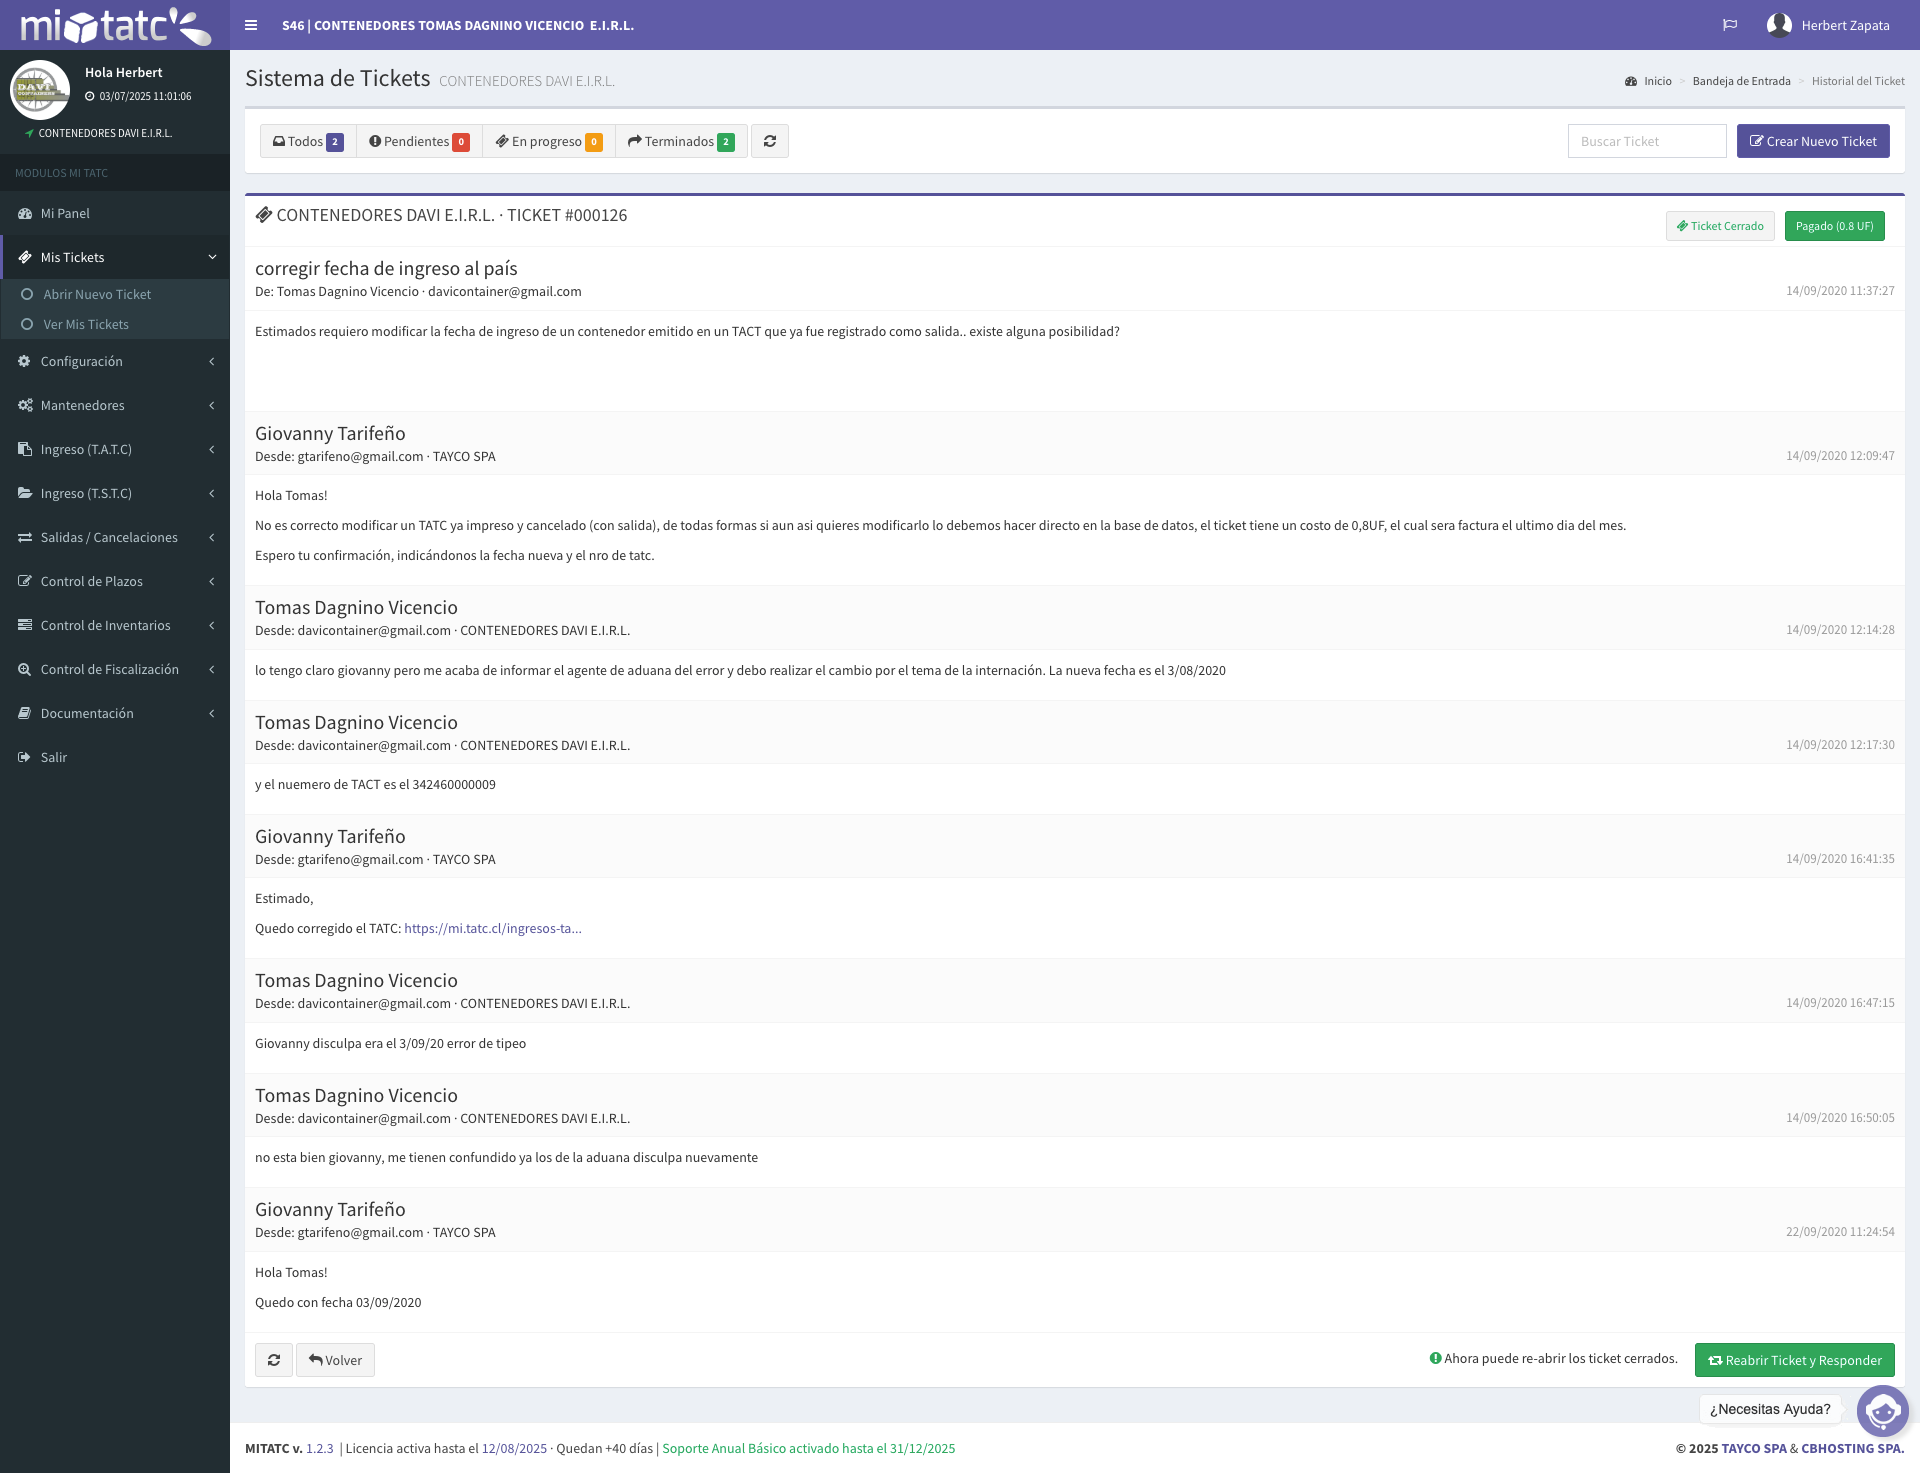 mi tatc
S46 | CONTENEDORES TOMAS DAGNINO VICENCIO E.I.R.L.
Herbert Zapata
Hola Herbert
03/07/2025 11:01:06
CONTENEDORES DAVI E.I.R.L.
MODULOS MI TATC
Mi Panel
Mis Tickets
Abrir Nuevo Ticket
Ver Mis Tickets
Configuración
Mantenedores
Ingreso (T.A.T.C)
Ingreso (T.S.T.C)
Salidas / Cancelaciones
Control de Plazos
Control de Inventarios
Control de Fiscalización
Documentación
Salir
Sistema de Tickets CONTENEDORES DAVI E.I.R.L.
Inicio > Bandeja de Entrada > Historial del Ticket
Todos 2 Pendientes 0 En progreso 0 Terminados 2
Buscar Ticket
Crear Nuevo Ticket
CONTENEDORES DAVI E.I.R.L. · TICKET #000126
Ticket Cerrado
Pagado (0.8 UF)
corregir fecha de ingreso al país
De: Tomas Dagnino Vicencio · davicontainer@gmail.com
14/09/2020 11:37:27
Estimados requiero modificar la fecha de ingreso de un contenedor emitido en un TACT que ya fue registrado como salida.. existe alguna posibilidad?
Giovanny Tarifeño
Desde: gtarifeno@gmail.com · TAYCO SPA
14/09/2020 12:09:47
Hola Tomas!
No es correcto modificar un TATC ya impreso y cancelado (con salida), de todas formas si aun asi quieres modificarlo lo debemos hacer directo en la base de datos, el ticket tiene un costo de 0,8UF, el cual sera factura el ultimo dia del mes.
Espero tu confirmación, indicándonos la fecha nueva y el nro de tatc.
Tomas Dagnino Vicencio
Desde: davicontainer@gmail.com · CONTENEDORES DAVI E.I.R.L.
14/09/2020 12:14:28
lo tengo claro giovanny pero me acaba de informar el agente de aduana del error y debo realizar el cambio por el tema de la internación. La nueva fecha es el 3/08/2020
Tomas Dagnino Vicencio
Desde: davicontainer@gmail.com · CONTENEDORES DAVI E.I.R.L.
14/09/2020 12:17:30
y el nuemero de TACT es el 342460000009
Giovanny Tarifeño
Desde: gtarifeno@gmail.com · TAYCO SPA
14/09/2020 16:41:35
Estimado,
Quedo corregido el TATC: https://mi.tatc.cl/ingresos-ta...
Tomas Dagnino Vicencio
Desde: davicontainer@gmail.com · CONTENEDORES DAVI E.I.R.L.
14/09/2020 16:47:15
Giovanny disculpa era el 3/09/20 error de tipeo
Tomas Dagnino Vicencio
Desde: davicontainer@gmail.com · CONTENEDORES DAVI E.I.R.L.
14/09/2020 16:50:05
no esta bien giovanny, me tienen confundido ya los de la aduana disculpa nuevamente
Giovanny Tarifeño
Desde: gtarifeno@gmail.com · TAYCO SPA
22/09/2020 11:24:54
Hola Tomas!
Quedo con fecha 03/09/2020
Volver
Ahora puede re-abrir los ticket cerrados.
Reabrir Ticket y Responder
¿Necesitas Ayuda?
MITATC v. 1.2.3 | Licencia activa hasta el 12/08/2025 · Quedan +40 días | Soporte Anual Básico activado hasta el 31/12/2025
© 2025 TAYCO SPA & CBHOSTING SPA.